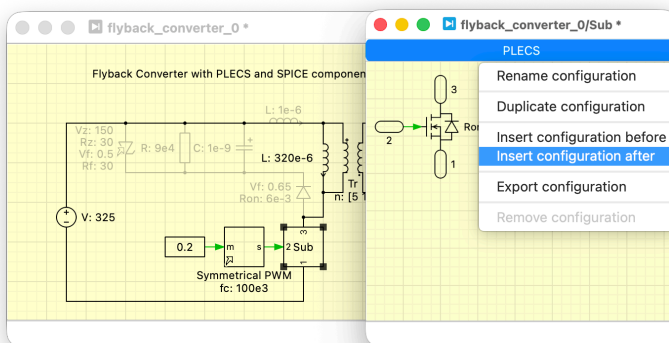 flyback_converter_0 *
Flyback Converter with PLECS and SPICE componen
L: 1e-6
Vz: 150
Rz: 30
Vf: 0.5
Rf: 30
R: 9e4
C: 1e-9
L: 320e-6
Vf: 0.65
Ron: 6e-3
Tr
n: [5 1
V: 325
0.2
m
s
2 Sub
3
1
Symmetrical PWM
fc: 100e3
flyback_converter_0/Sub *
PLECS
3
2
Ron
1
Rename configuration
Duplicate configuration
Insert configuration before
Insert configuration after
Export configuration
Remove configuration